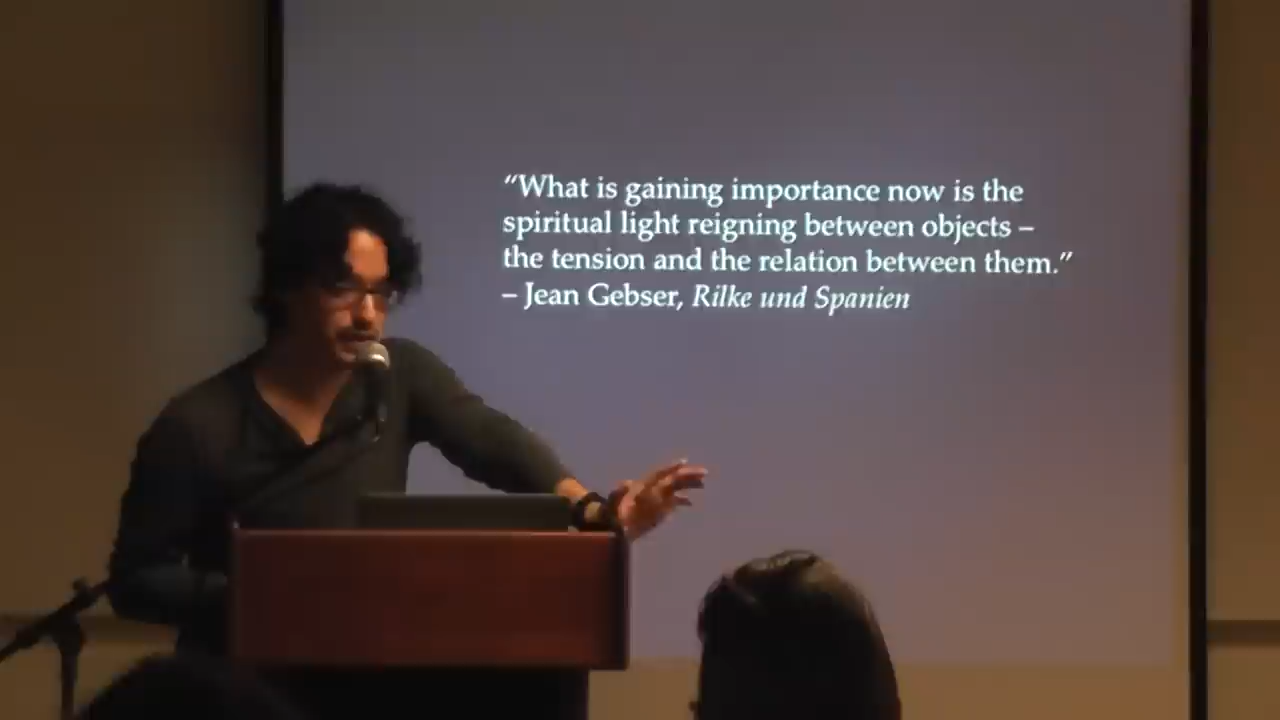 “What is gaining importance now is the
spiritual light reigning between objects –
the tension and the relation between them.”
– Jean Gebser, Rilke und Spanien